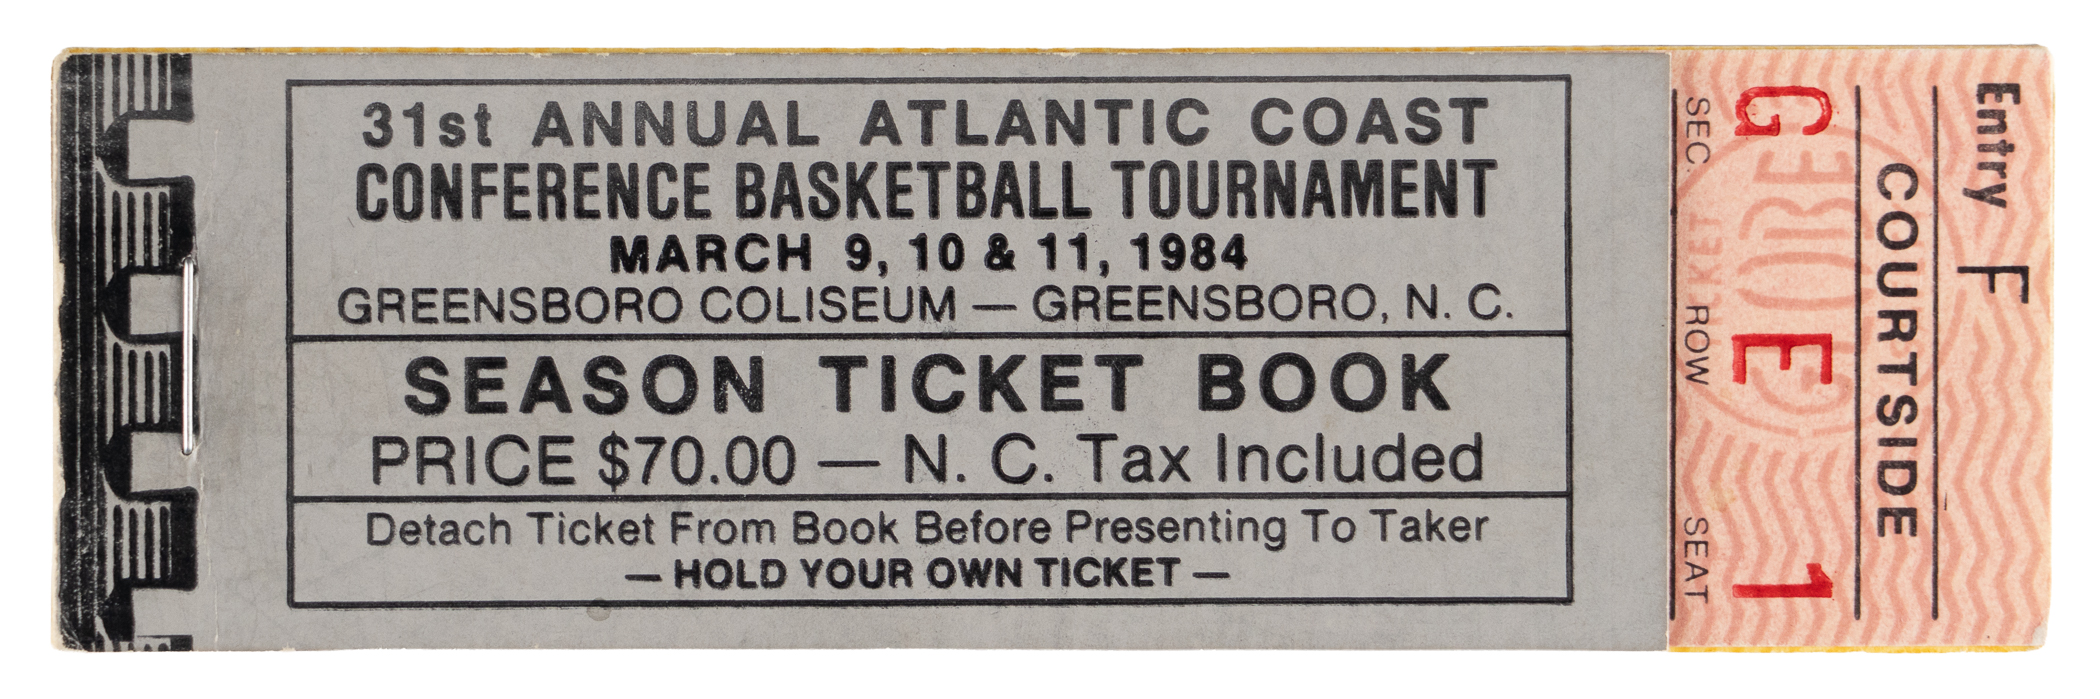 31st ANNUAL ATLANTIC COAST
CONFERENCE BASKETBALL TOURNAMENT
MARCH 9, 10 & 11, 1984
GREENSBORO COLISEUM — GREENSBORO, N. C.
SEASON TICKET BOOK
PRICE $70.00 — N. C. Tax Included
Detach Ticket From Book Before Presenting To Taker
— HOLD YOUR OWN TICKET —
Entry F
COURTSIDE
G E 1
SEC. ROW SEAT